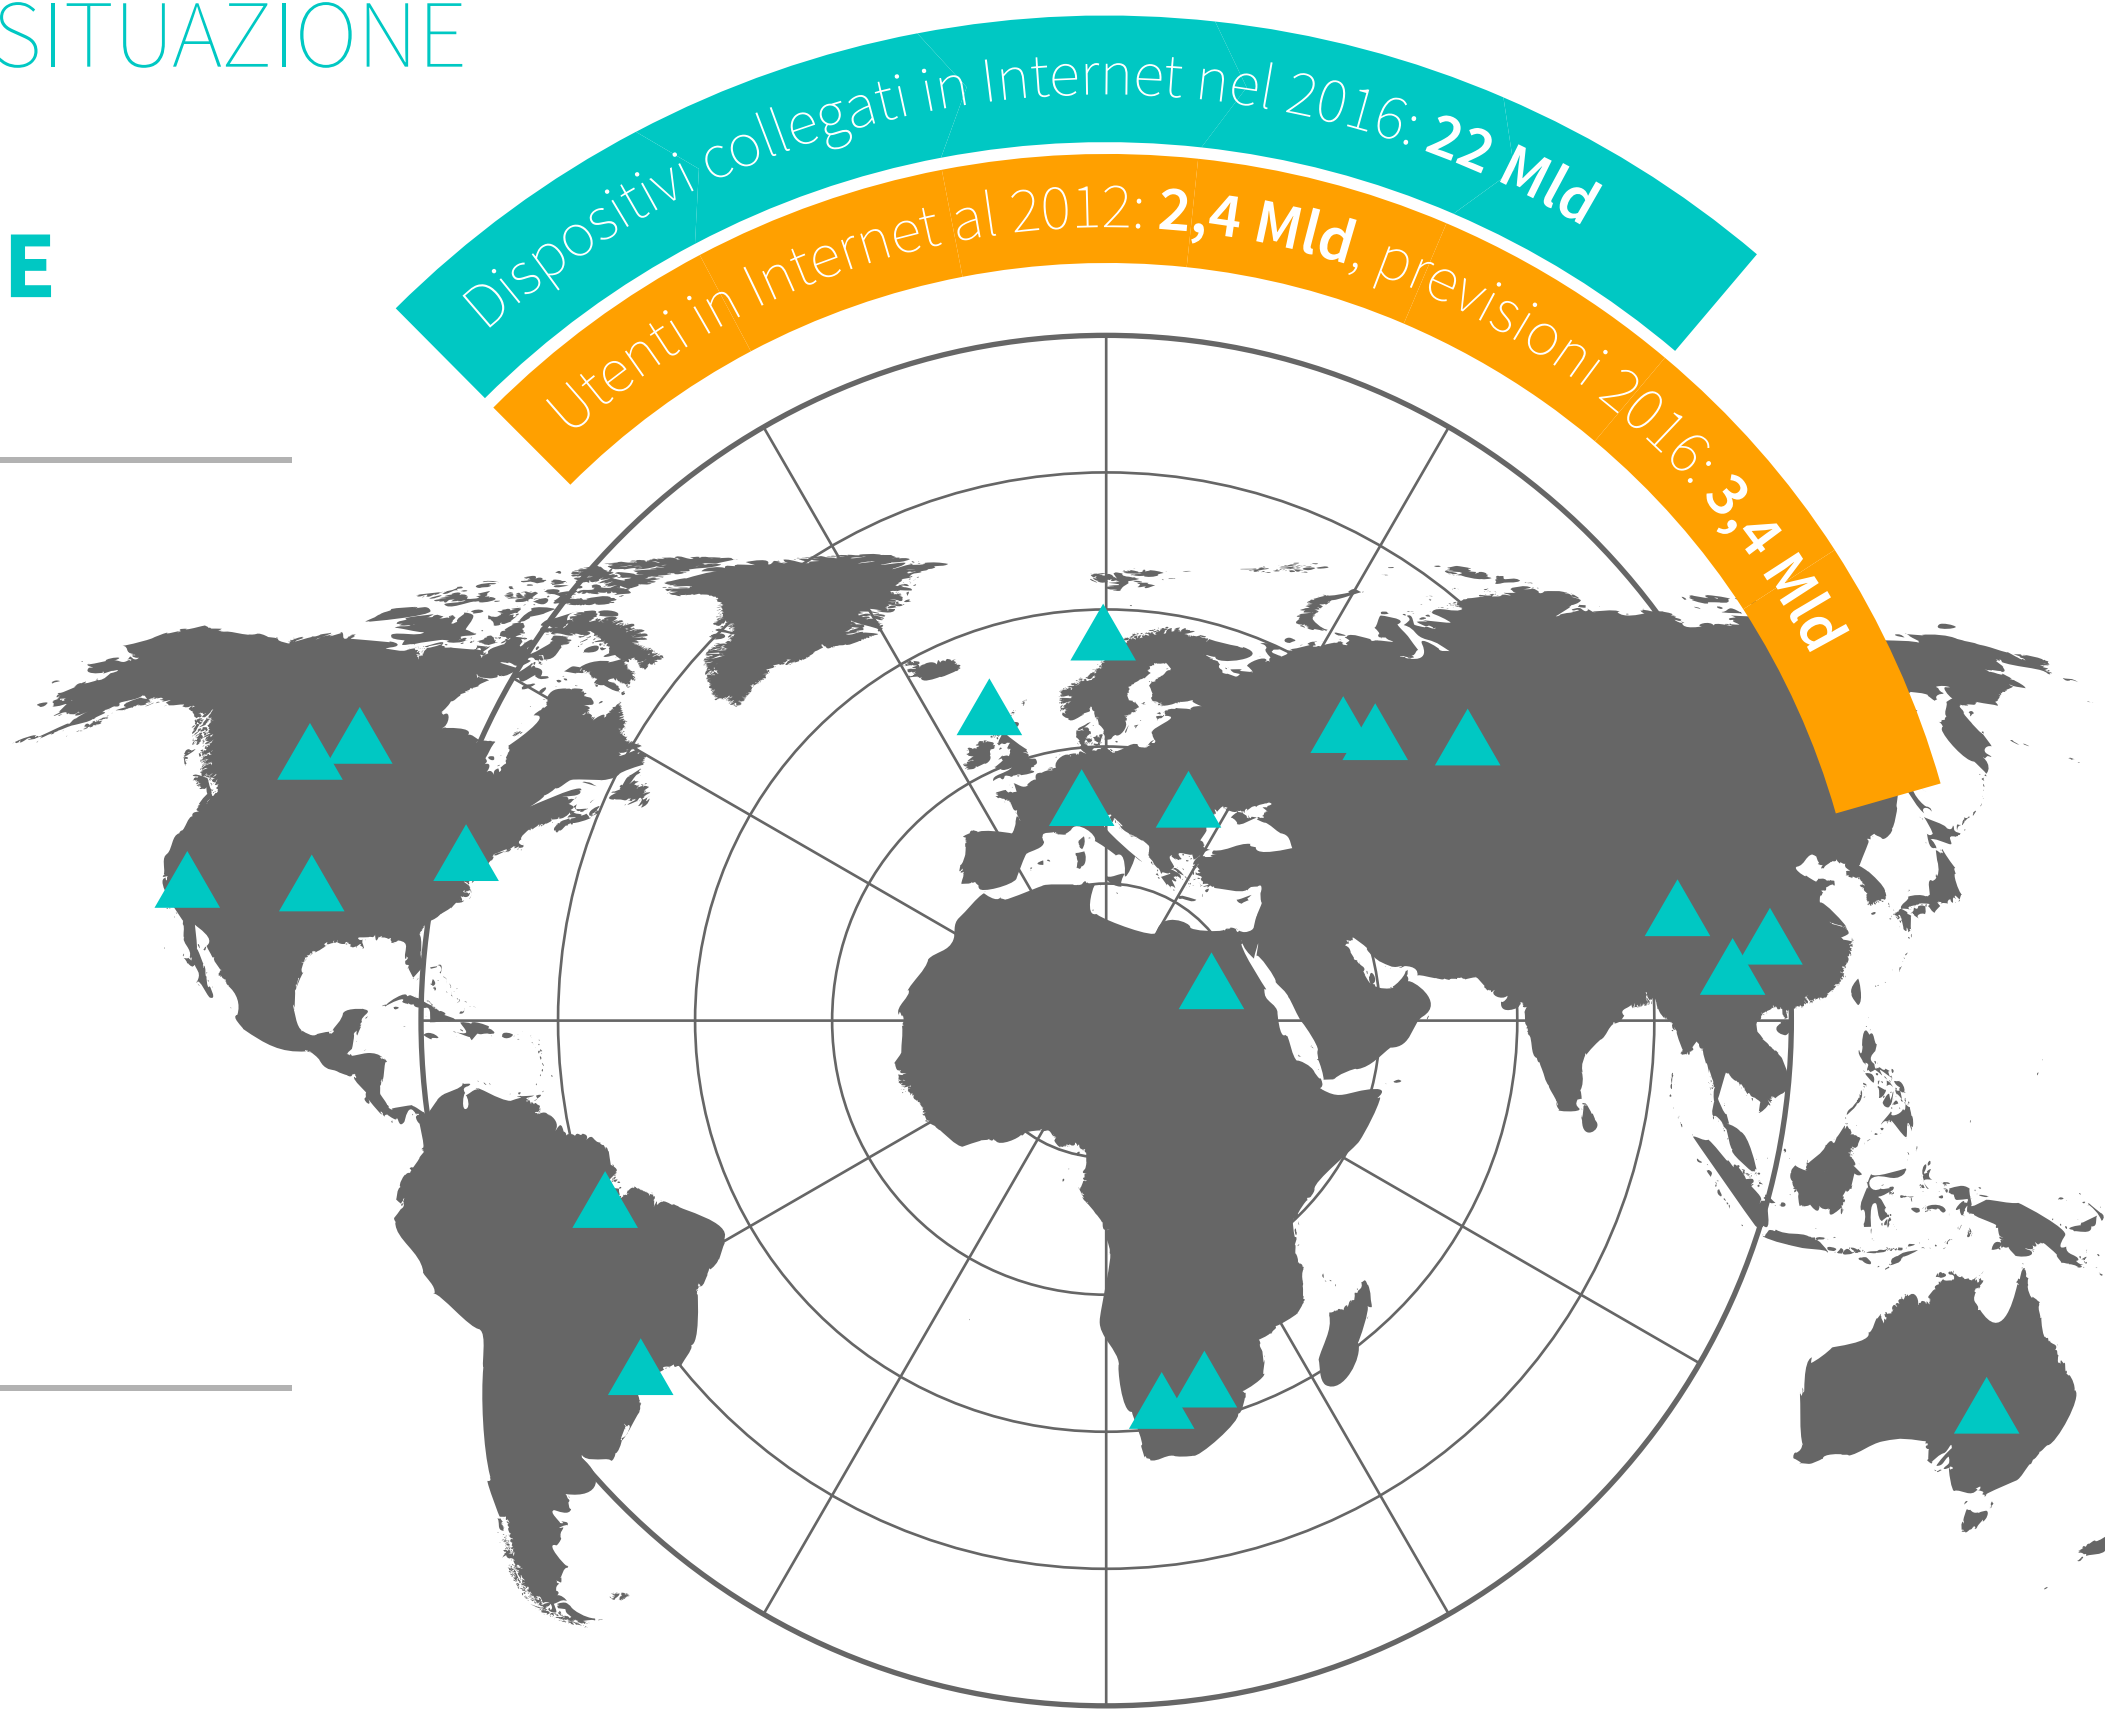 SITUAZIONE
Dispositivi collegati in Internet nel 2016: 22 Mld
Utenti in Internet al 2012: 2,4 Mld, previsioni 2016: 3,4 Mld
E